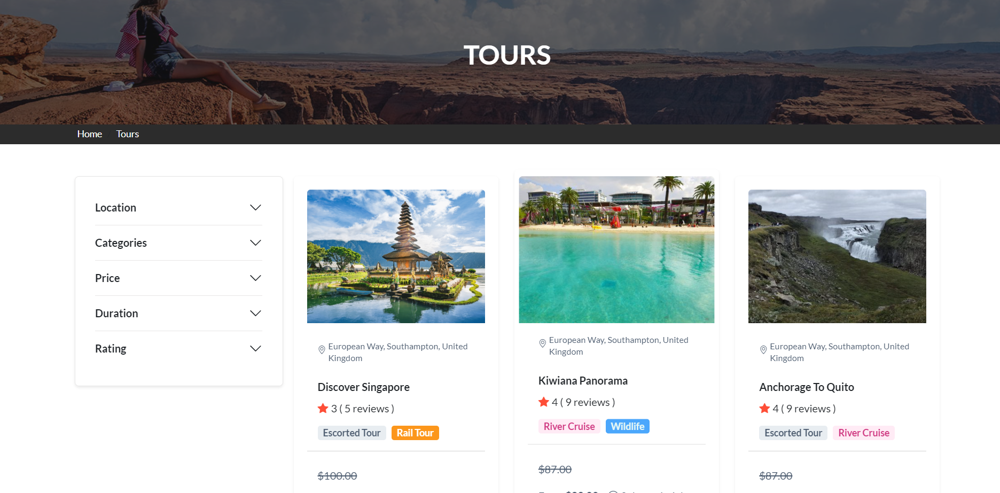 TOURS
Home / Tours
Location
Categories
Price
Duration
Rating
European Way, Southampton, United
Kingdom
Discover Singapore
3 ( 5 reviews )
Escorted Tour Rail Tour
$100.00
European Way, Southampton, United
Kingdom
Kiwiana Panorama
4 ( 9 reviews )
River Cruise Wildlife
$87.00
European Way, Southampton, United
Kingdom
Anchorage To Quito
4 ( 9 reviews )
Escorted Tour River Cruise
$87.00